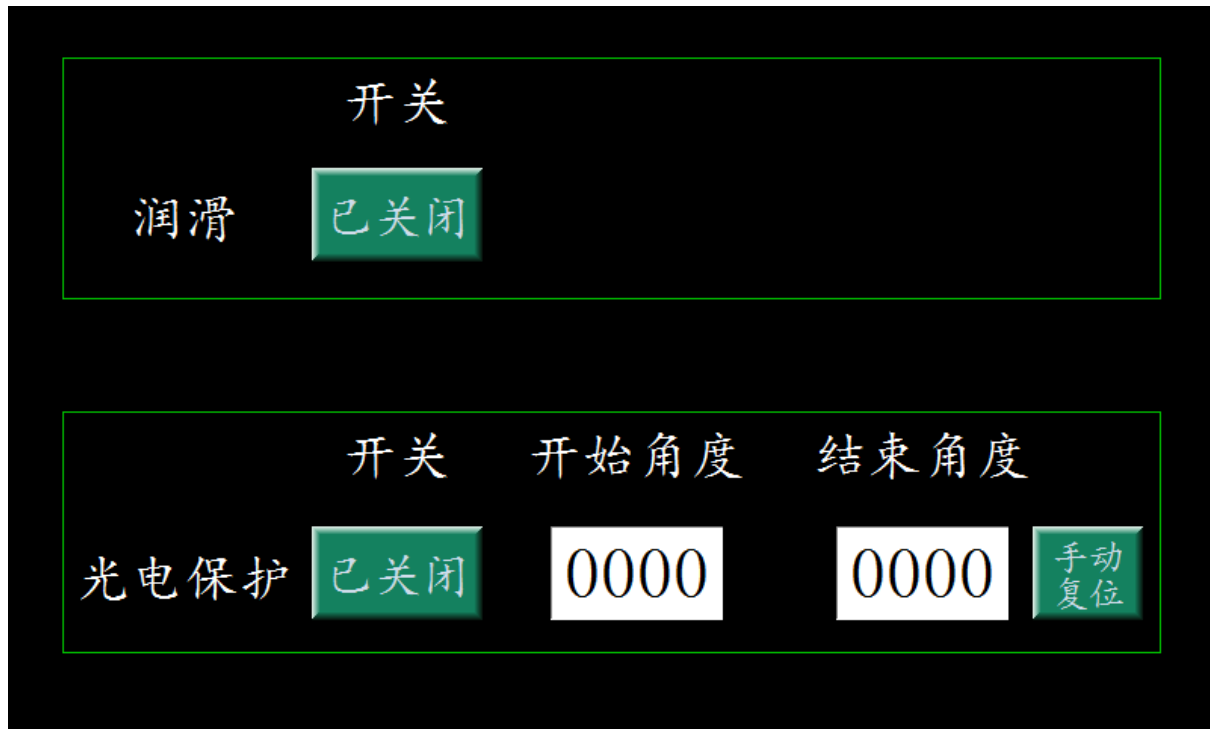 开关
润滑 已关闭
开关 开始角度 结束角度
光电保护 已关闭 0000 0000 手动
复位